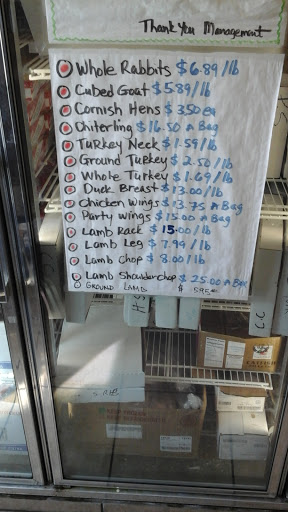 Thank You Management
Whole Rabbits $6.89/lb
Cubed Goat $5.89/lb
Cornish Hens $3.50 ea
Chiterling $16.50 A Bag
Turkey Neck $1.59/lb
Ground Turkey $2.50/lb
Whole Turkey $1.69/lb
Duck Breast $13.00/lb
Chicken Wings $13.75 A Bag
Party Wings $15.00 A Bag
Lamb Rack 15.00/lb
Lamb Leg $7.99/lb
Lamb Chop $8.00/lb
Lamb Shoulder chop $25.00 A Box
Ground Lamb $
C.C